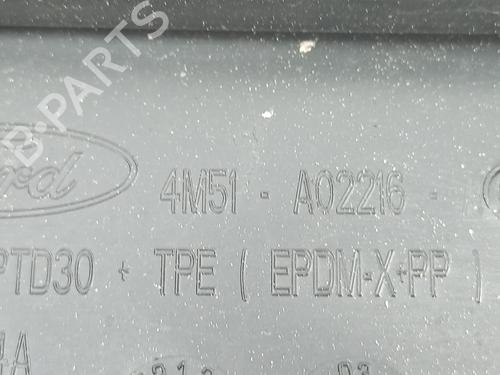 B-PARTS
Ford
4M51 - A02216 -
PTD30 + TPE ( EPDM-X+PP )